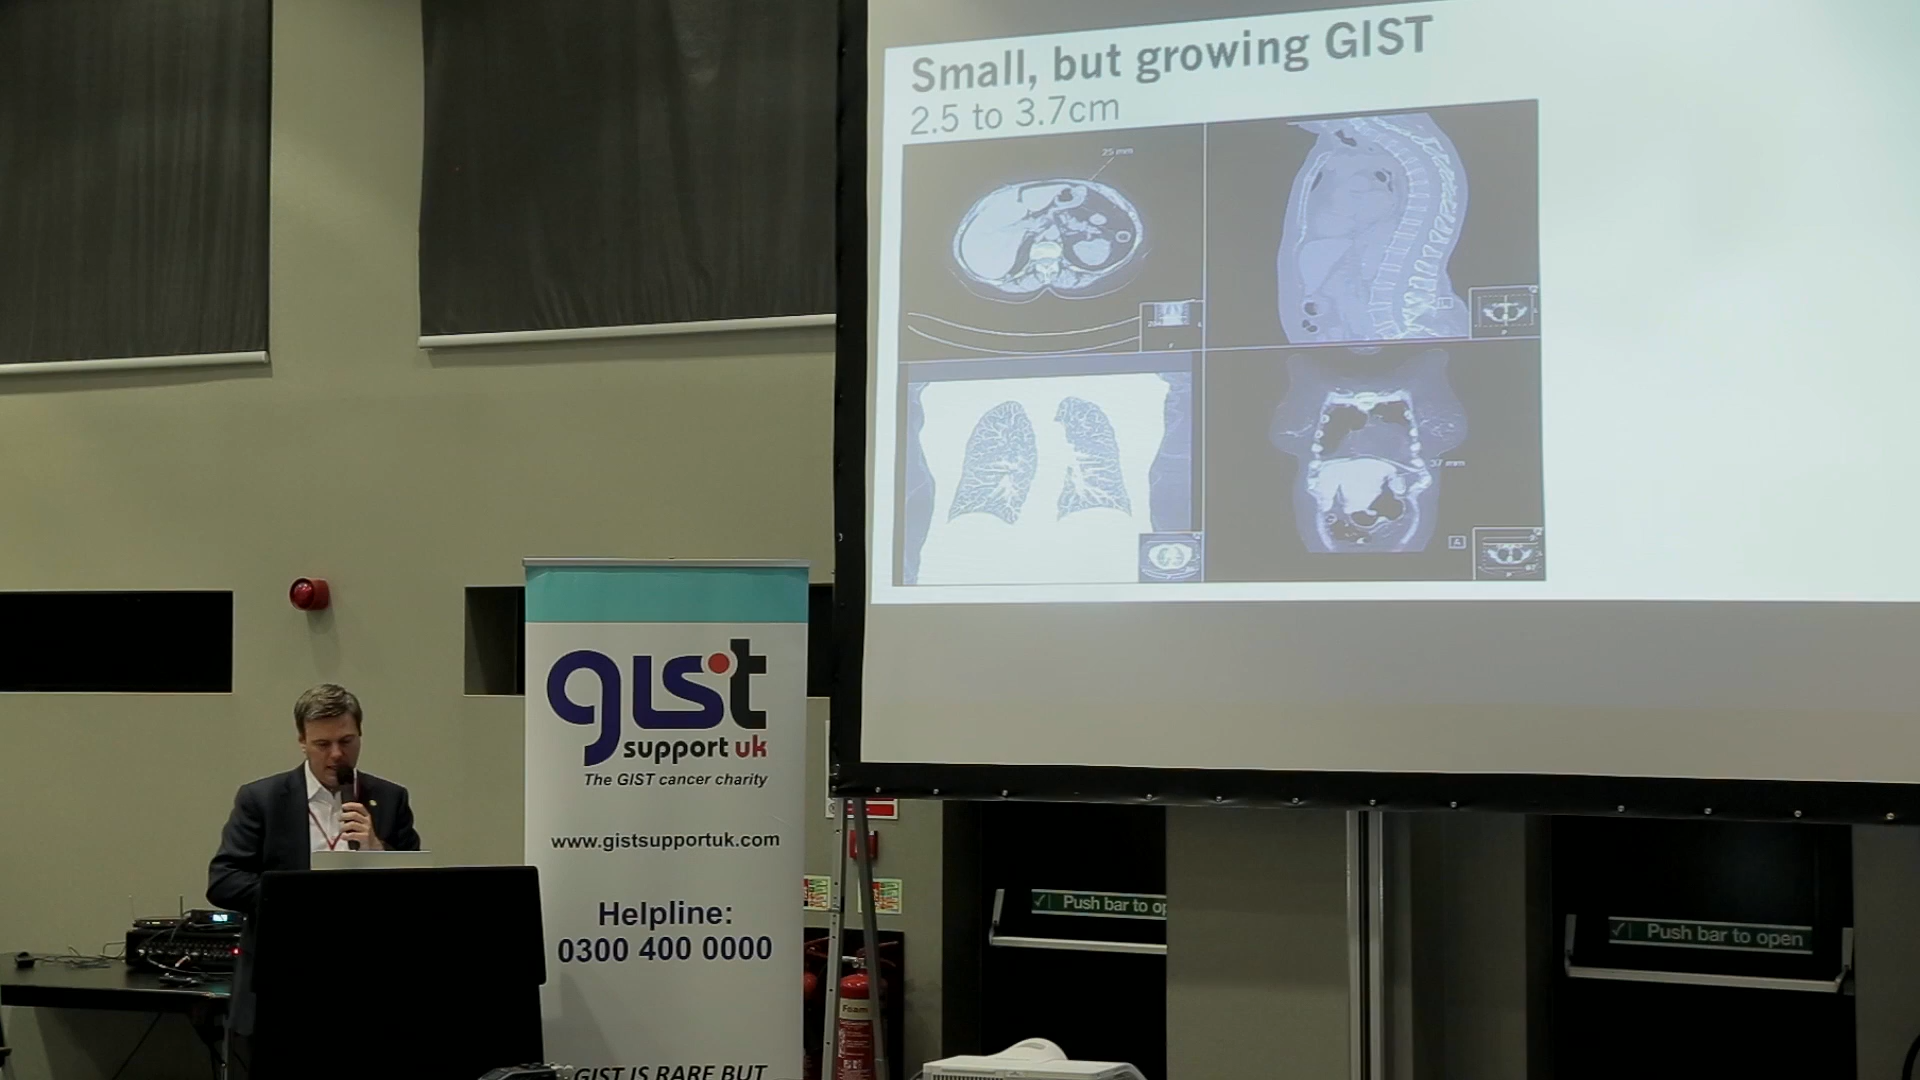 Small, but growing GIST
2.5 to 3.7cm
25 mm
37 mm
A
gist
support uk
The GIST cancer charity
www.gistsupportuk.com
Helpline:
0300 400 0000
GIST IS RARE BUT
Push bar to op
Push bar to open
Foam